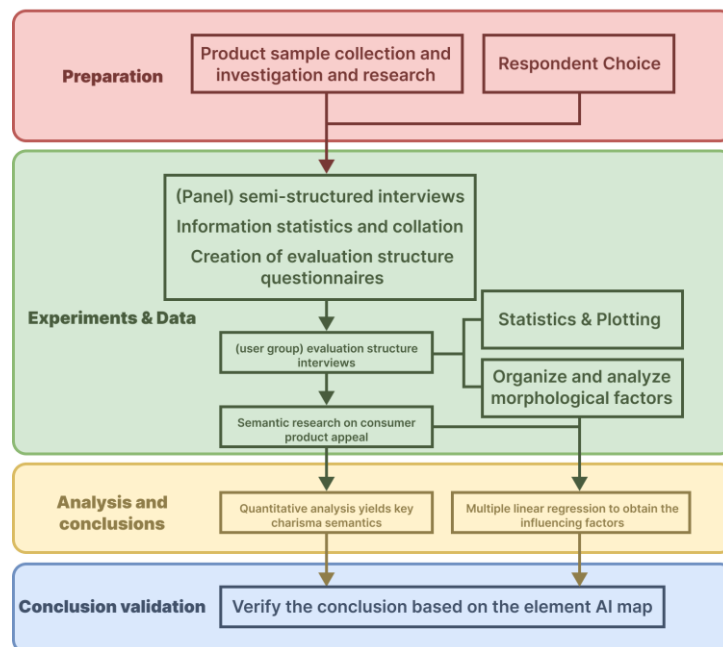 Preparation
Product sample collection and
investigation and research
Respondent Choice
Experiments & Data
(Panel) semi-structured interviews
Information statistics and collation
Creation of evaluation structure
questionnaires
(user group) evaluation structure
interviews
Statistics & Plotting
Organize and analyze
morphological factors
Semantic research on consumer
product appeal
Analysis and
conclusions
Quantitative analysis yields key
charisma semantics
Multiple linear regression to obtain the
influencing factors
Conclusion validation
Verify the conclusion based on the element AI map